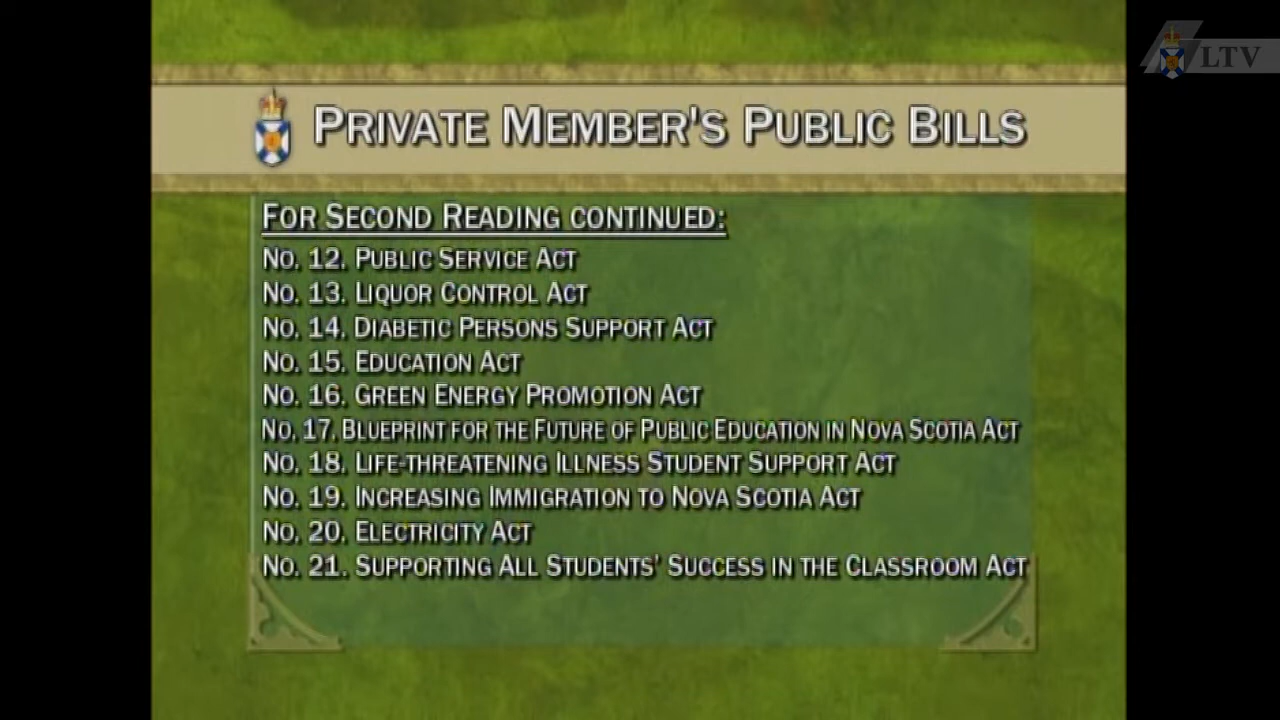 LTV
PRIVATE MEMBER'S PUBLIC BILLS
FOR SECOND READING CONTINUED:
NO. 12. PUBLIC SERVICE ACT
NO. 13. LIQUOR CONTROL ACT
NO. 14. DIABETIC PERSONS SUPPORT ACT
NO. 15. EDUCATION ACT
NO. 16. GREEN ENERGY PROMOTION ACT
NO. 17. BLUEPRINT FOR THE FUTURE OF PUBLIC EDUCATION IN NOVA SCOTIA ACT
NO. 18. LIFE-THREATENING ILLNESS STUDENT SUPPORT ACT
NO. 19. INCREASING IMMIGRATION TO NOVA SCOTIA ACT
NO. 20. ELECTRICITY ACT
NO. 21. SUPPORTING ALL STUDENTS' SUCCESS IN THE CLASSROOM ACT